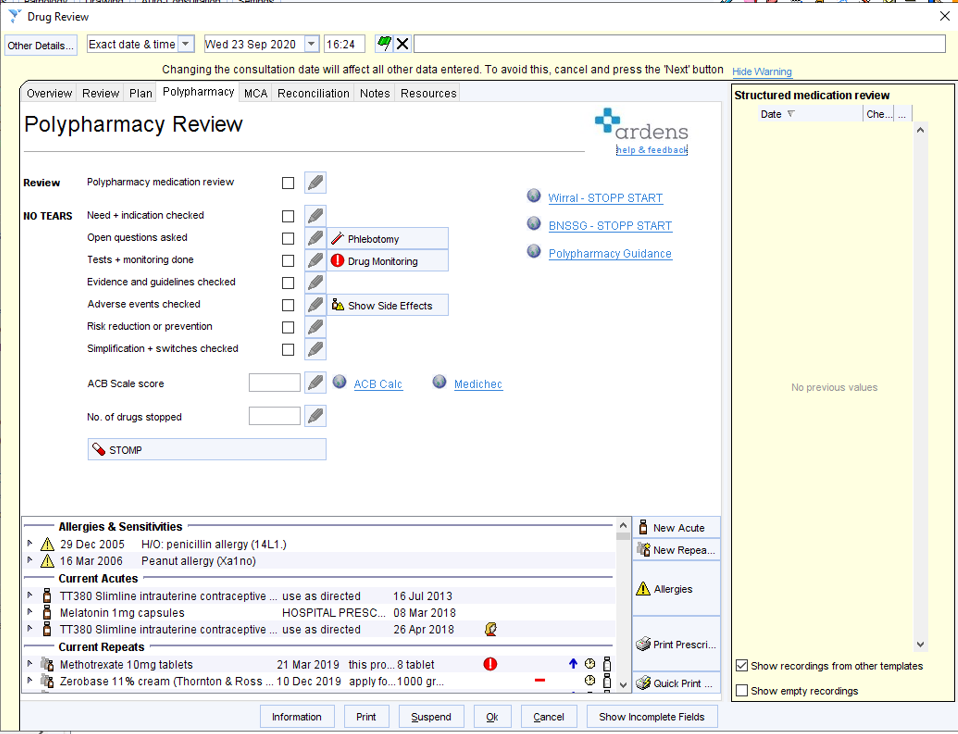 Drug Review
Other Details... Exact date & time Wed 23 Sep 2020 16:24
Changing the consultation date will affect all other data entered. To avoid this, cancel and press the 'Next' button Hide Warning
Overview Review Plan Polypharmacy MCA Reconciliation Notes Resources
Polypharmacy Review
ardens
help & feedback
Review Polypharmacy medication review
NO TEARS Need + indication checked
Open questions asked Phlebotomy
Tests + monitoring done Drug Monitoring
Evidence and guidelines checked
Adverse events checked Show Side Effects
Risk reduction or prevention
Simplification + switches checked
Wirral - STOPP START
BNSSG - STOPP START
Polypharmacy Guidance
ACB Scale score ACB Calc Medichec
No. of drugs stopped
STOMP
Structured medication review
Date Che... ...
No previous values
Show recordings from other templates
Show empty recordings
Allergies & Sensitivities
29 Dec 2005 H/O: penicillin allergy (14L1.)
16 Mar 2006 Peanut allergy (Xa1no)
Current Acutes
TT380 Slimline intrauterine contraceptive ... use as directed 16 Jul 2013
Melatonin 1mg capsules HOSPITAL PRESC... 08 Mar 2018
TT380 Slimline intrauterine contraceptive ... use as directed 26 Apr 2018
Current Repeats
Methotrexate 10mg tablets 21 Mar 2019 this pro... 8 tablet
Zerobase 11% cream (Thornton & Ross ... 10 Dec 2019 apply fo... 1000 gr...
New Acute
New Repea...
Allergies
Print Prescri...
Quick Print ...
Information Print Suspend Ok Cancel Show Incomplete Fields